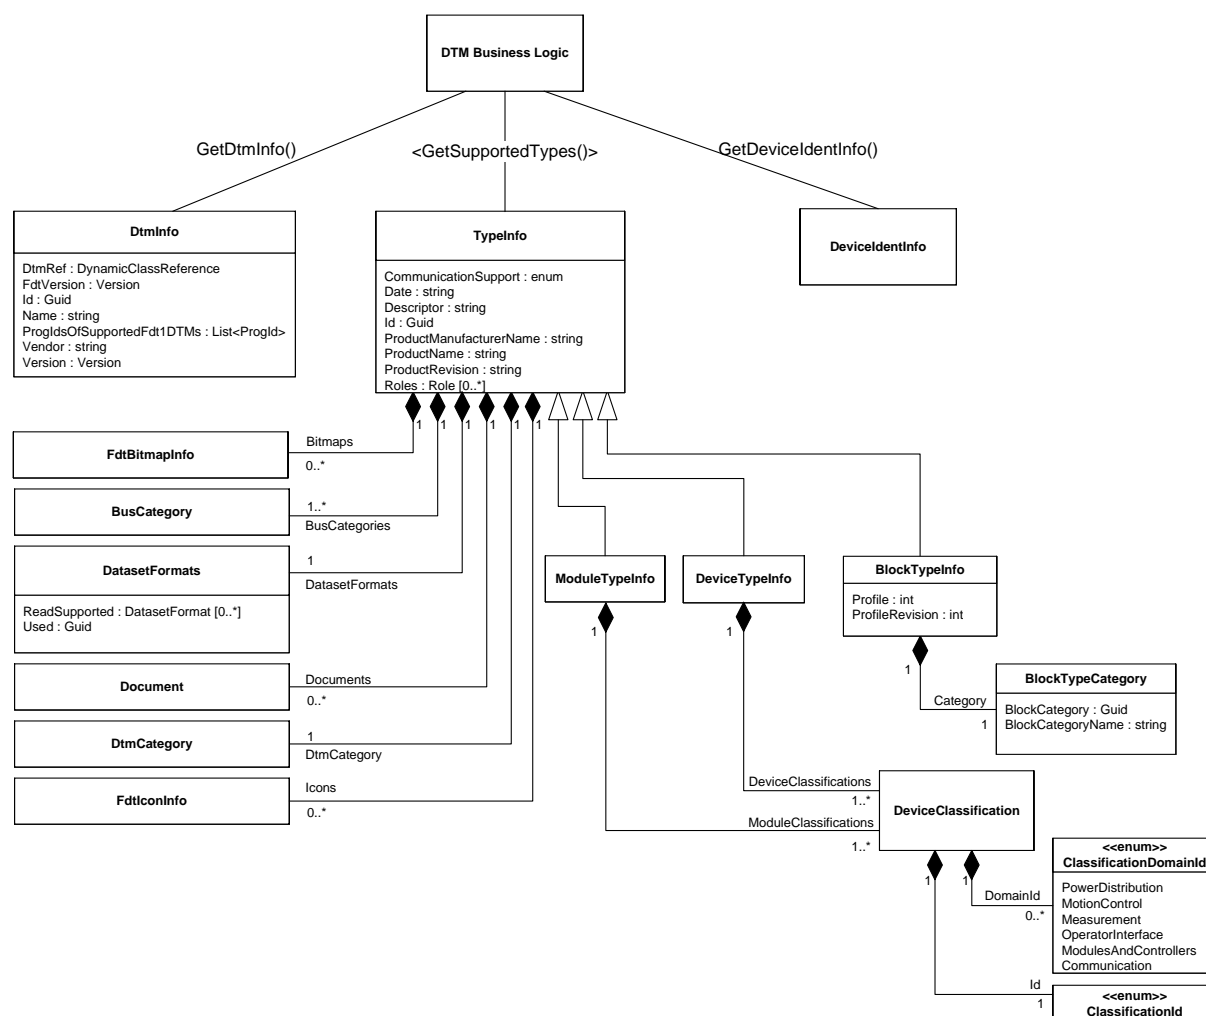 DTM Business Logic
GetDtmInfo()
<GetSupportedTypes()>
GetDeviceIdentInfo()
DtmInfo
DtmRef : DynamicClassReference
FdtVersion : Version
Id : Guid
Name : string
ProgIdsOfSupportedFdt1DTMs : List<ProgId>
Vendor : string
Version : Version
TypeInfo
CommunicationSupport : enum
Date : string
Descriptor : string
Id : Guid
ProductManufacturerName : string
ProductName : string
ProductRevision : string
Roles : Role [0..*]
DeviceIdentInfo
1
1
1
1
1
1
FdtBitmapInfo
Bitmaps
0..*
BusCategory
1..*
BusCategories
DatasetFormats
ReadSupported : DatasetFormat [0..*]
Used : Guid
1
DatasetFormats
Document
Documents
0..*
DtmCategory
1
DtmCategory
FdtIconInfo
Icons
0..*
ModuleTypeInfo
1
DeviceTypeInfo
1
BlockTypeInfo
Profile : int
ProfileRevision : int
1
Category
1
BlockTypeCategory
BlockCategory : Guid
BlockCategoryName : string
DeviceClassifications
1..*
ModuleClassifications
1..*
DeviceClassification
1
1
DomainId
0..*
<<enum>>
ClassificationDomainId
PowerDistribution
MotionControl
Measurement
OperatorInterface
ModulesAndControllers
Communication
Id
1
<<enum>>
ClassificationId